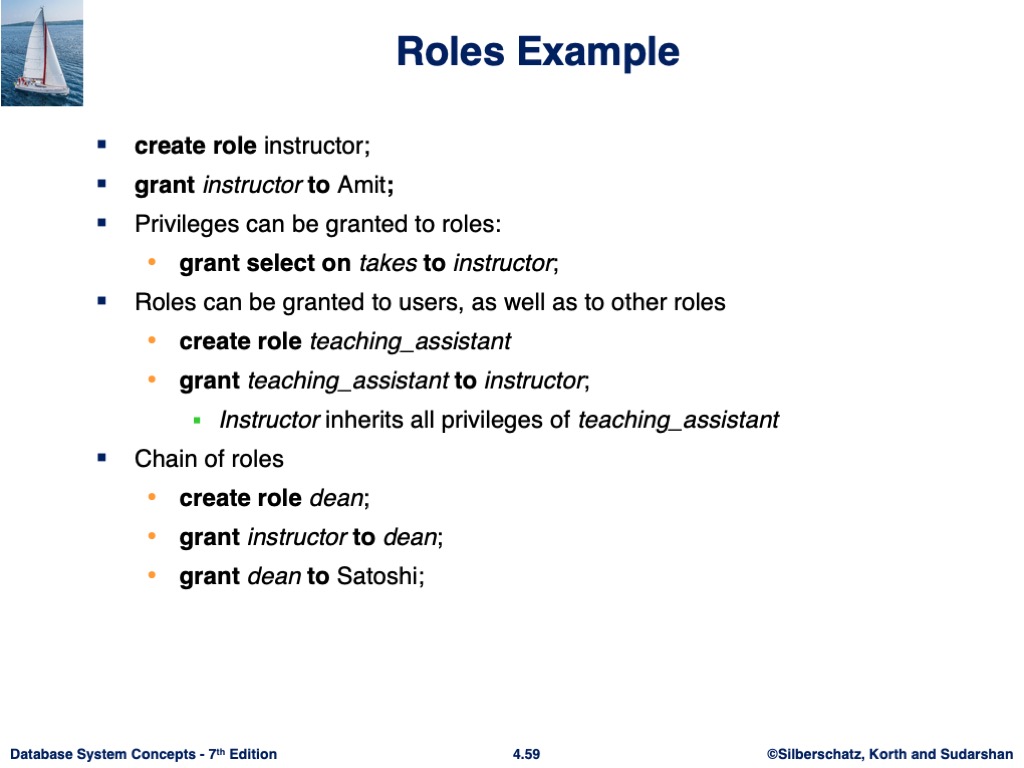 Roles Example
▪ create role instructor;
▪ grant instructor to Amit;
▪ Privileges can be granted to roles:
• grant select on takes to instructor;
▪ Roles can be granted to users, as well as to other roles
• create role teaching_assistant
• grant teaching_assistant to instructor;
▪ Instructor inherits all privileges of teaching_assistant
▪ Chain of roles
• create role dean;
• grant instructor to dean;
• grant dean to Satoshi;
Database System Concepts - 7th Edition
4.59
©Silberschatz, Korth and Sudarshan